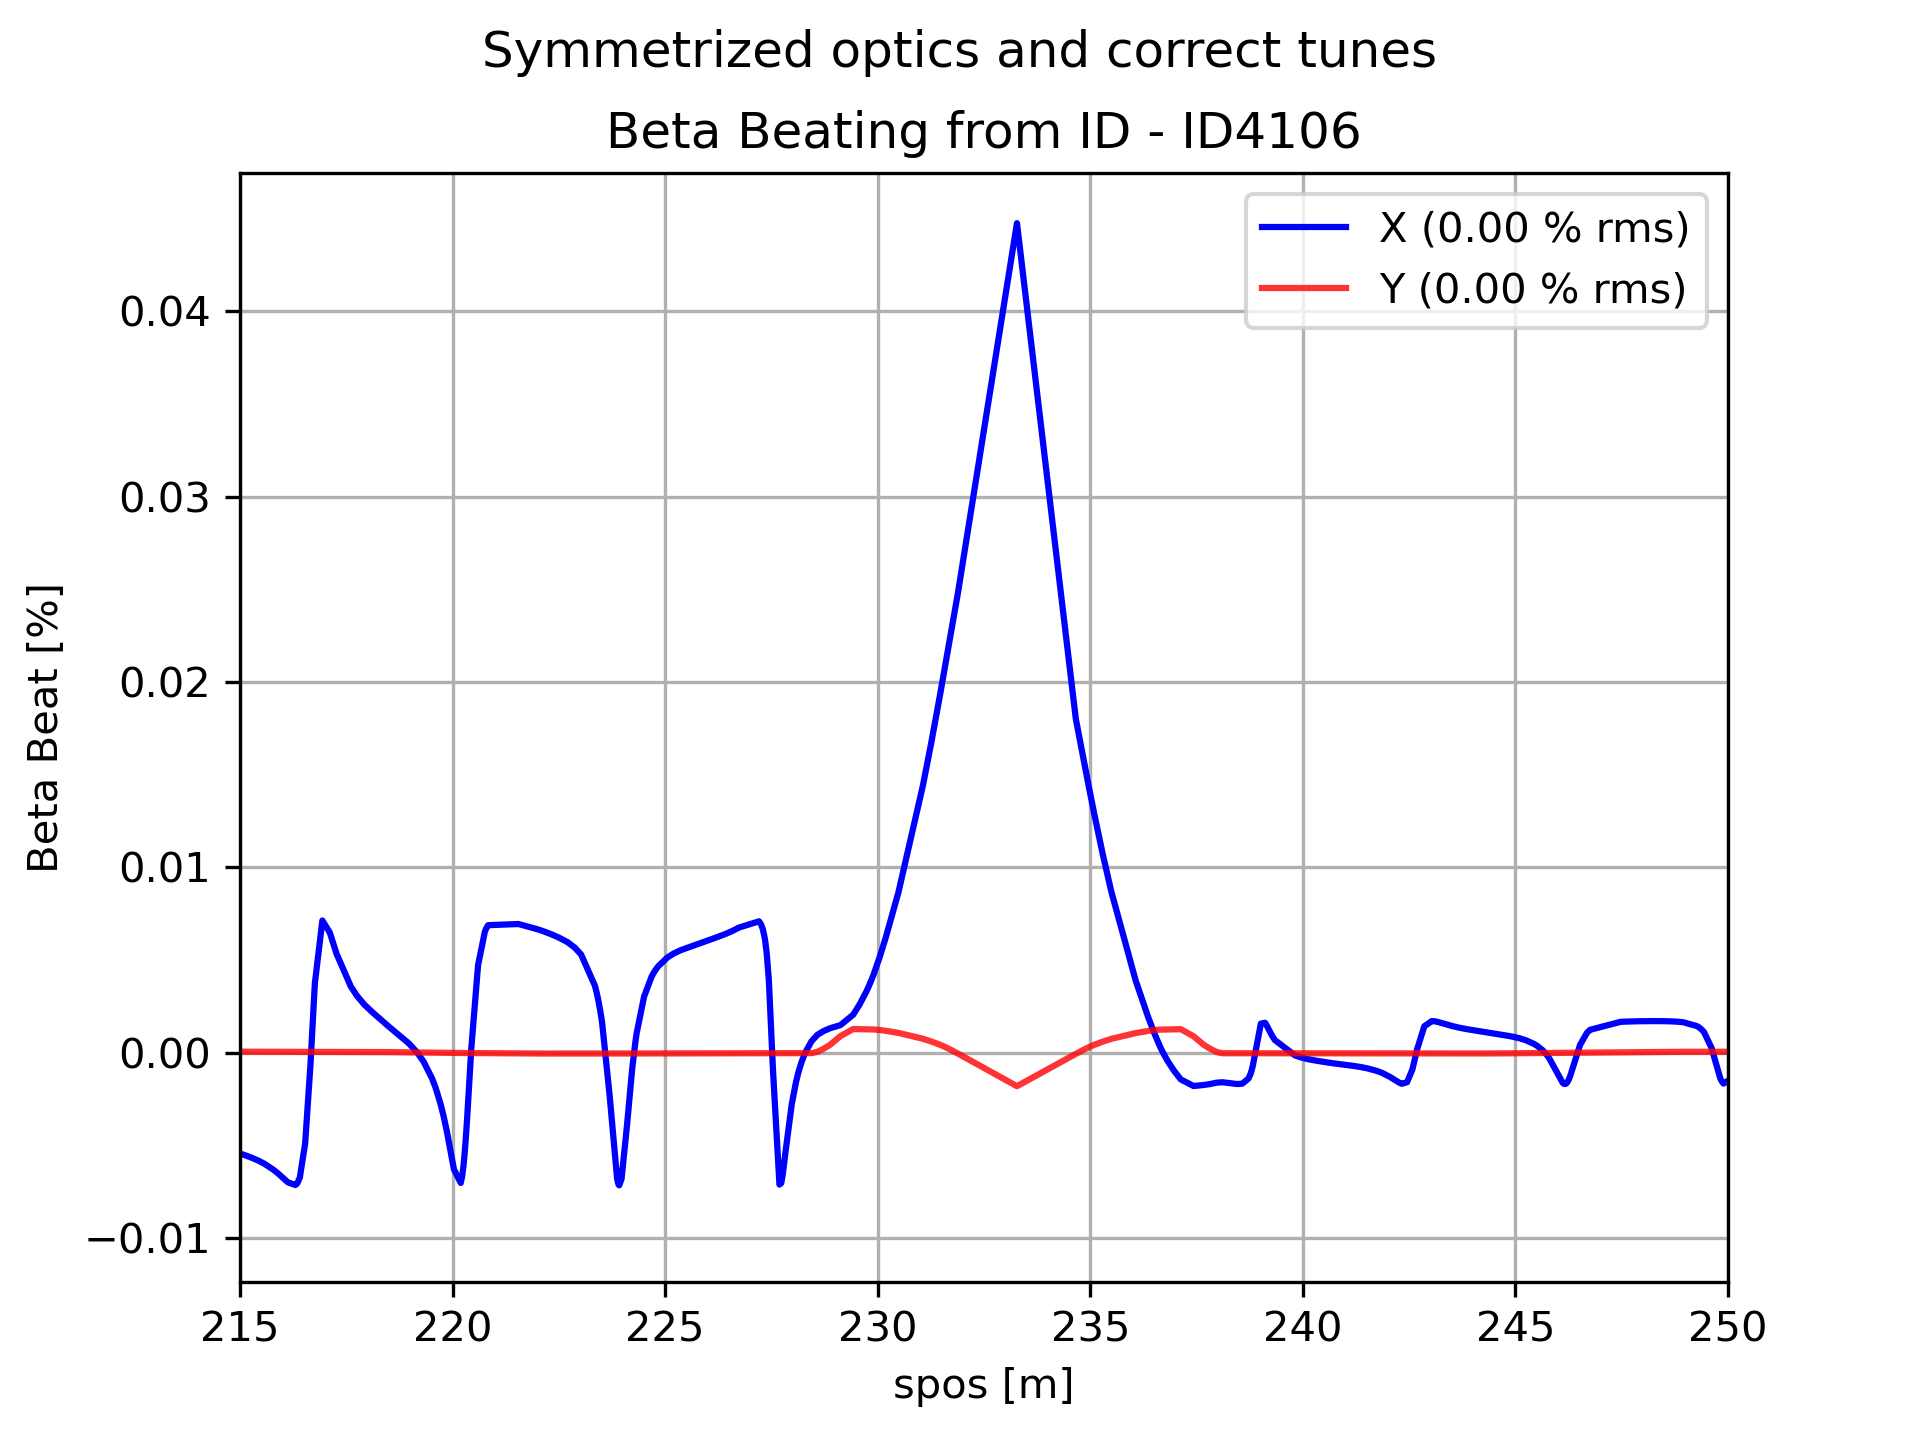 Symmetrized optics and correct tunes
Beta Beating from ID - ID4106
X (0.00 % rms)
Y (0.00 % rms)
Beta Beat [%]
0.04
0.03
0.02
0.01
0.00
−0.01
215 220 225 230 235 240 245 250
spos [m]